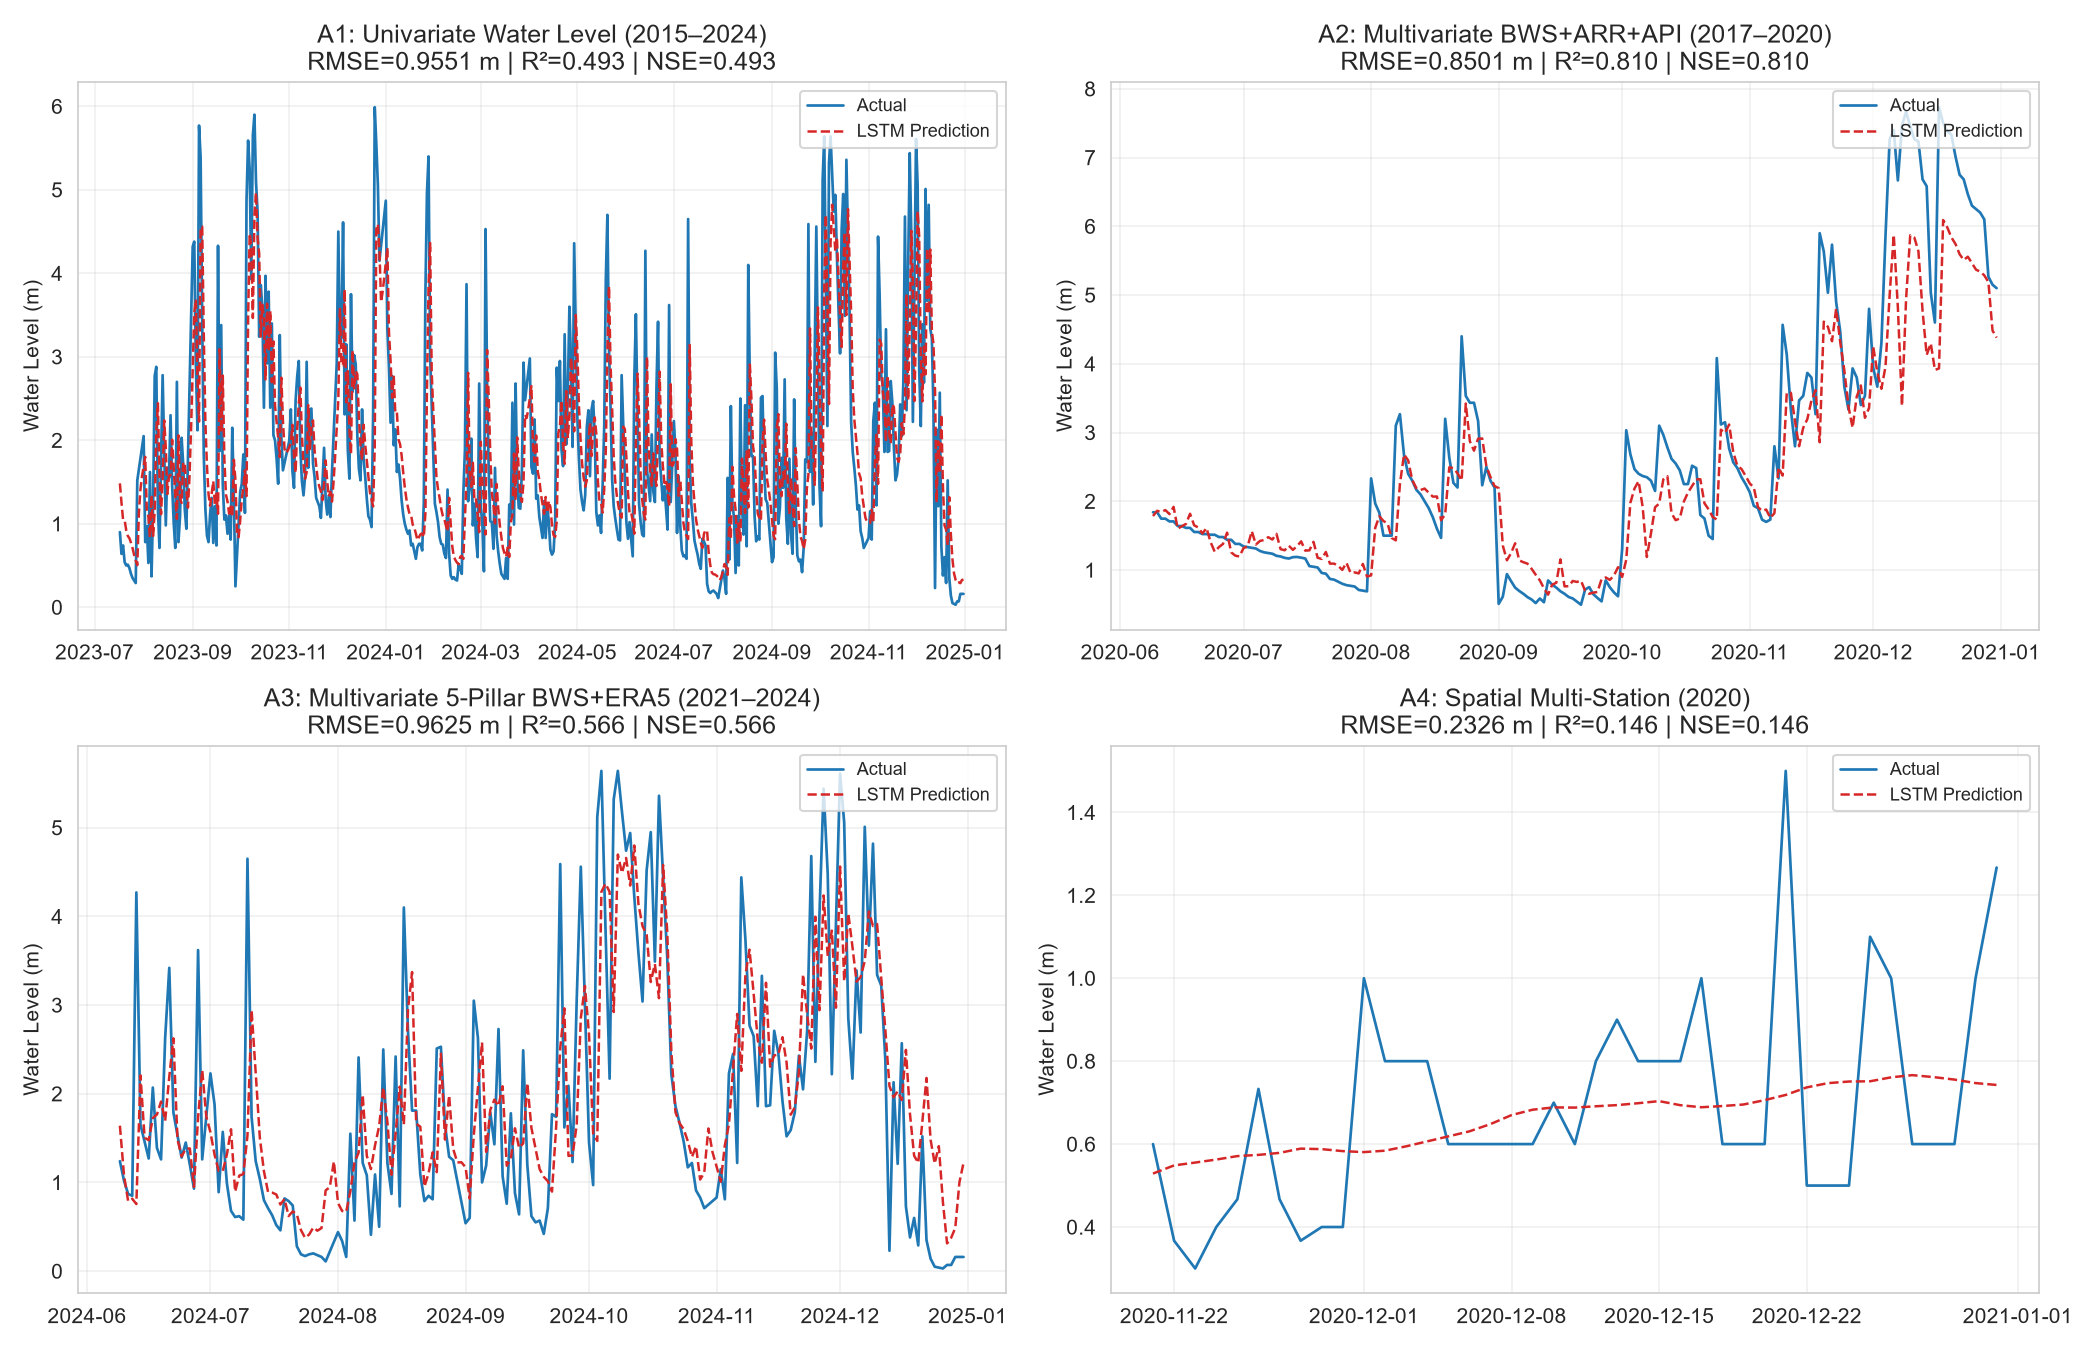 A1: Univariate Water Level (2015–2024)
RMSE=0.9551 m | R²=0.493 | NSE=0.493
Actual
LSTM Prediction
Water Level (m)
6
5
4
3
2
1
0
2023-07 2023-09 2023-11 2024-01 2024-03 2024-05 2024-07 2024-09 2024-11 2025-01
A2: Multivariate BWS+ARR+API (2017–2020)
RMSE=0.8501 m | R²=0.810 | NSE=0.810
Actual
LSTM Prediction
Water Level (m)
8
7
6
5
4
3
2
1
2020-06 2020-07 2020-08 2020-09 2020-10 2020-11 2020-12 2021-01
A3: Multivariate 5-Pillar BWS+ERA5 (2021–2024)
RMSE=0.9625 m | R²=0.566 | NSE=0.566
Actual
LSTM Prediction
Water Level (m)
5
4
3
2
1
0
2024-06 2024-07 2024-08 2024-09 2024-10 2024-11 2024-12 2025-01
A4: Spatial Multi-Station (2020)
RMSE=0.2326 m | R²=0.146 | NSE=0.146
Actual
LSTM Prediction
Water Level (m)
1.4
1.2
1.0
0.8
0.6
0.4
2020-11-22 2020-12-01 2020-12-08 2020-12-15 2020-12-22 2021-01-01